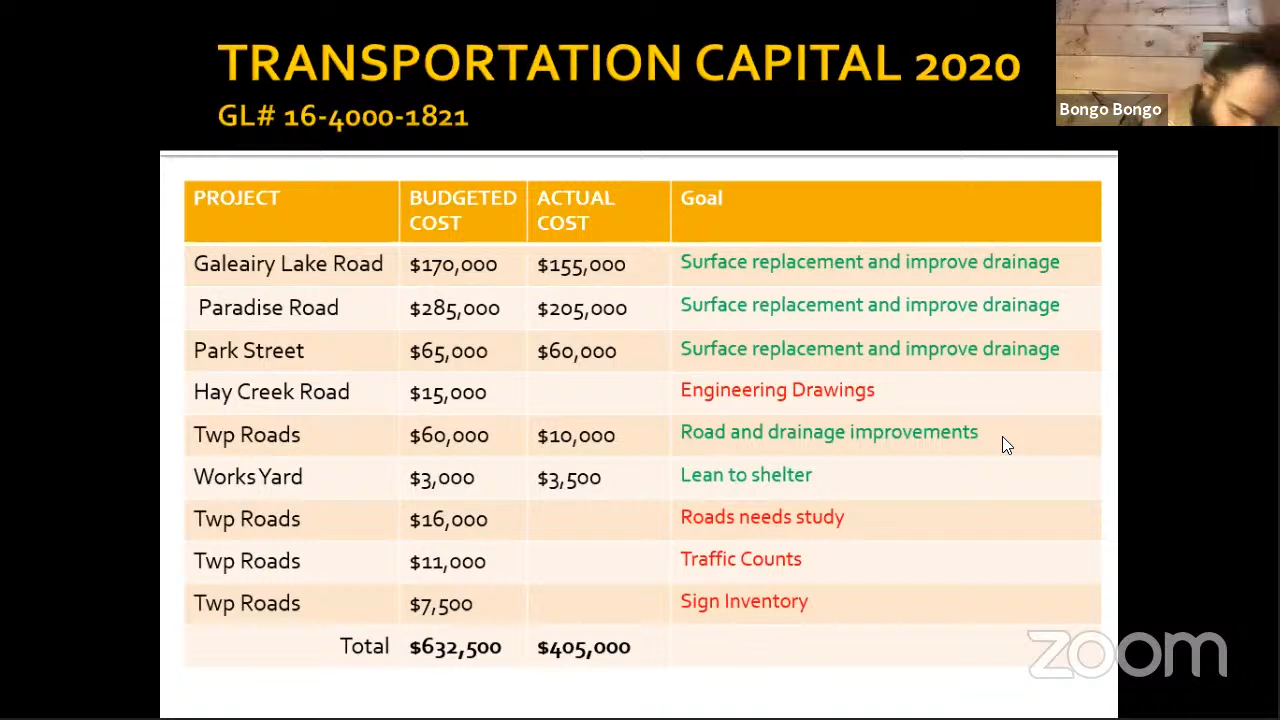 TRANSPORTATION CAPITAL 2020
GL# 16-4000-1821
Bongo Bongo
PROJECT BUDGETED COST ACTUAL COST Goal
Galeairy Lake Road $170,000 $155,000 Surface replacement and improve drainage
Paradise Road $285,000 $205,000 Surface replacement and improve drainage
Park Street $65,000 $60,000 Surface replacement and improve drainage
Hay Creek Road $15,000 Engineering Drawings
Twp Roads $60,000 $10,000 Road and drainage improvements
Works Yard $3,000 $3,500 Lean to shelter
Twp Roads $16,000 Roads needs study
Twp Roads $11,000 Traffic Counts
Twp Roads $7,500 Sign Inventory
Total $632,500 $405,000
zoom